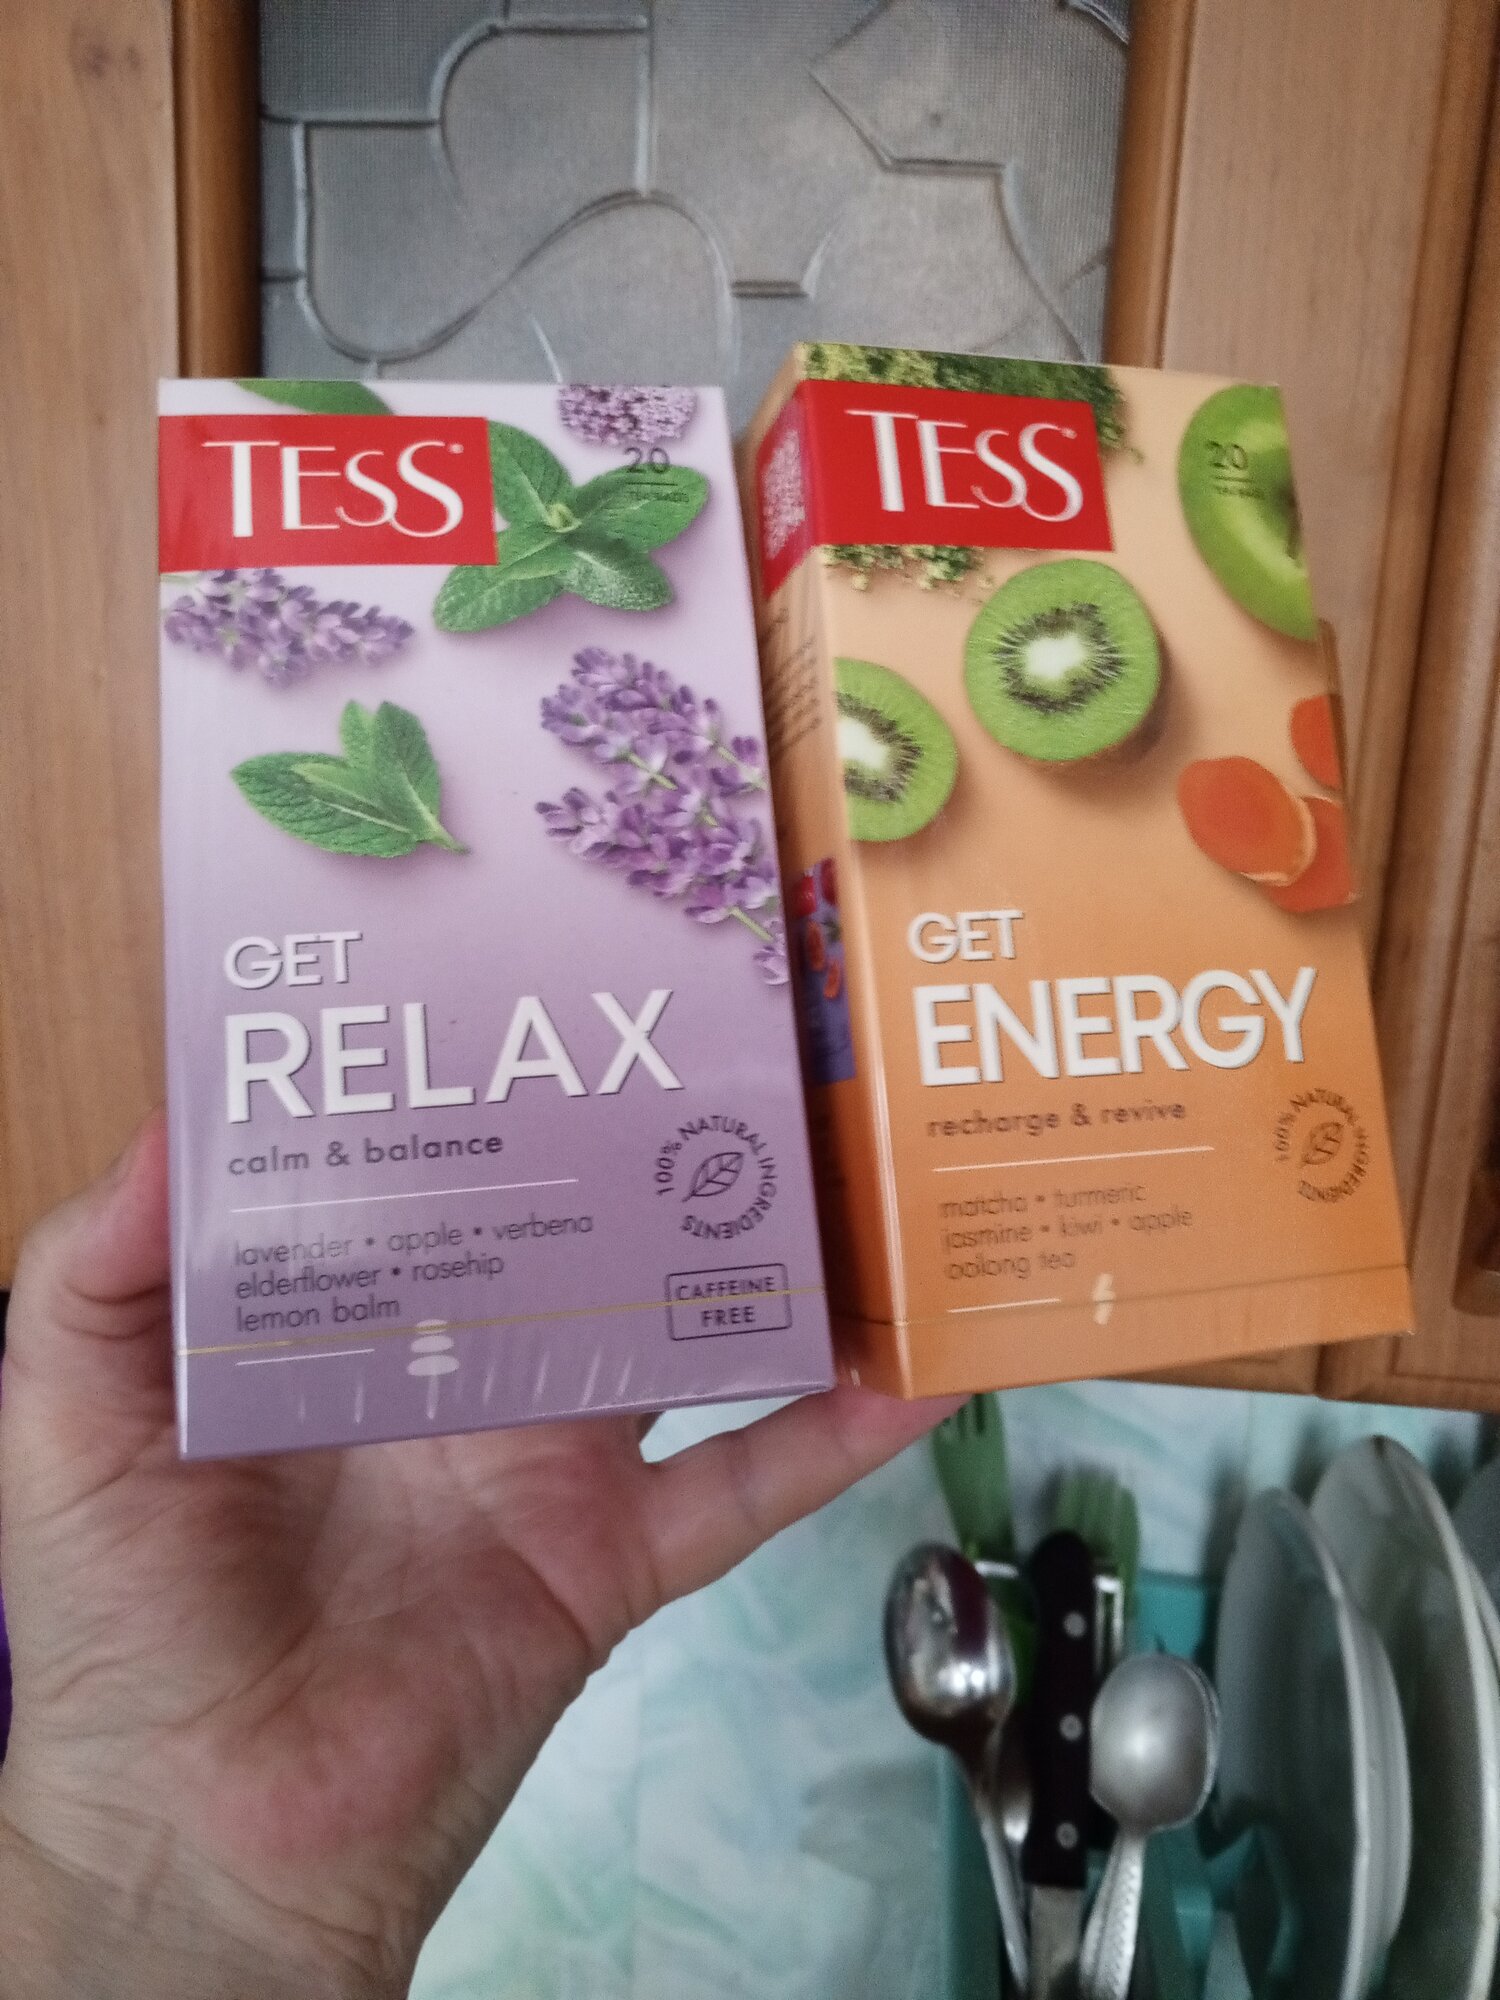 TESS
20
GET
RELAX
calm & balance
100% NATURAL INGREDIENTS
lavender • apple • verbena
elderflower • rosehip
lemon balm
CAFFEINE
FREE
TESS
20
GET
ENERGY
recharge & revive
100% NATURAL INGREDIENTS
matcha • turmeric
jasmine • kiwi • apple
oolong tea